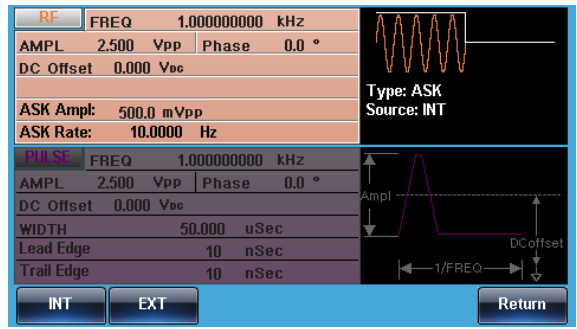 RF FREQ 1.000000000 kHz
AMPL 2.500 Vpp Phase 0.0 °
DC Offset 0.000 VDC
ASK Ampl: 500.0 mVpp
ASK Rate: 10.0000 Hz
Type: ASK
Source: INT
PULSE FREQ 1.000000000 kHz
AMPL 2.500 Vpp Phase 0.0 °
DC Offset 0.000 VDC
WIDTH 50.000 uSec
Lead Edge 10 nSec
Trail Edge 10 nSec
Ampl
DCoffset
1/FREQ
INT EXT Return